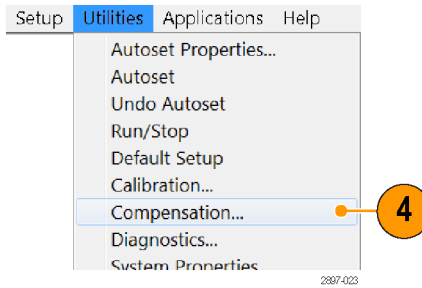 Setup Utilities Applications Help
Autoset Properties...
Autoset
Undo Autoset
Run/Stop
Default Setup
Calibration...
Compensation...
4
Diagnostics...
System Properties
2897-023